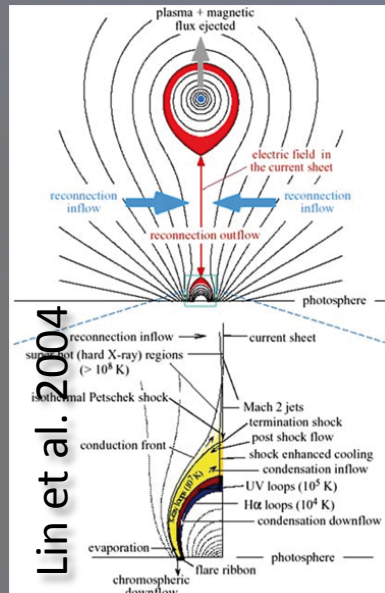 plasma + magnetic
flux ejected
electric field in
the current sheet
reconnection
inflow
reconnection
inflow
reconnection outflow
photosphere
reconnection inflow
current sheet
super hot (hard X-ray) regions
(> 10⁸ K)
isothermal Petschek shock
Mach 2 jets
termination shock
post shock flow
conduction front
shock enhanced cooling
condensation inflow
UV loops (10⁵ K)
Hα loops (10⁴ K)
condensation downflow
evaporation
photosphere
flare ribbon
chromospheric
downflow
Lin et al. 2004